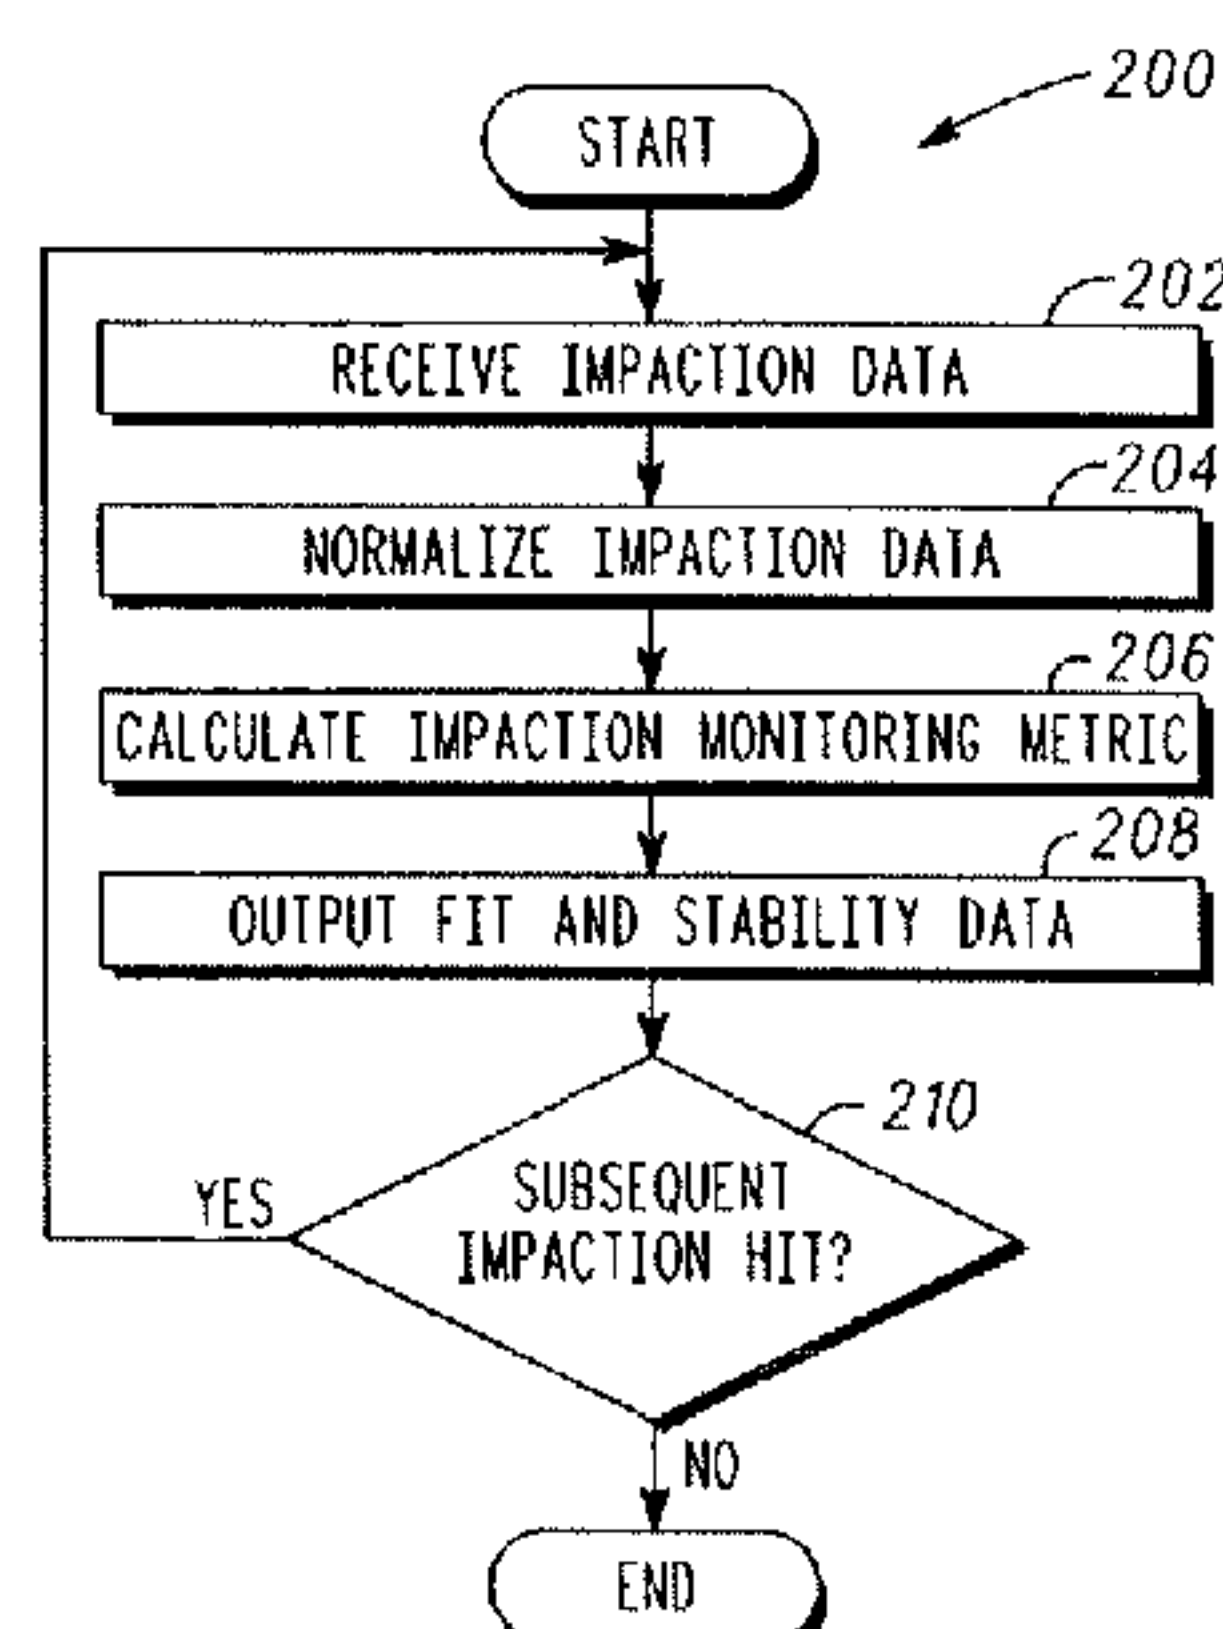 200
START
202
RECEIVE IMPACTION DATA
204
NORMALIZE IMPACTION DATA
206
CALCULATE IMPACTION MONITORING METRIC
208
OUTPUT FIT AND STABILITY DATA
210
SUBSEQUENT
IMPACTION HIT?
YES
NO
END